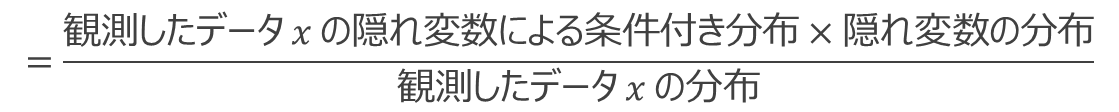 観測したデータ x の隠れ変数による条件付き分布 × 隠れ変数の分布
=
観測したデータ x の分布